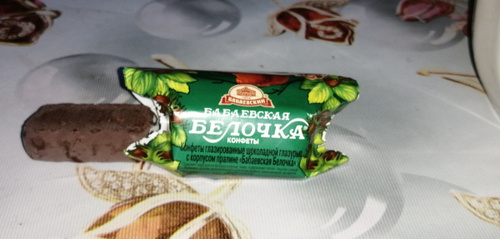 БАБАЕВСКИЙ
БАБАЕВСКАЯ
БЕЛОЧКА
КОНФЕТЫ
Конфеты глазированные шоколадной глазурью
с корпусом пралине «Бабаевская Белочка»